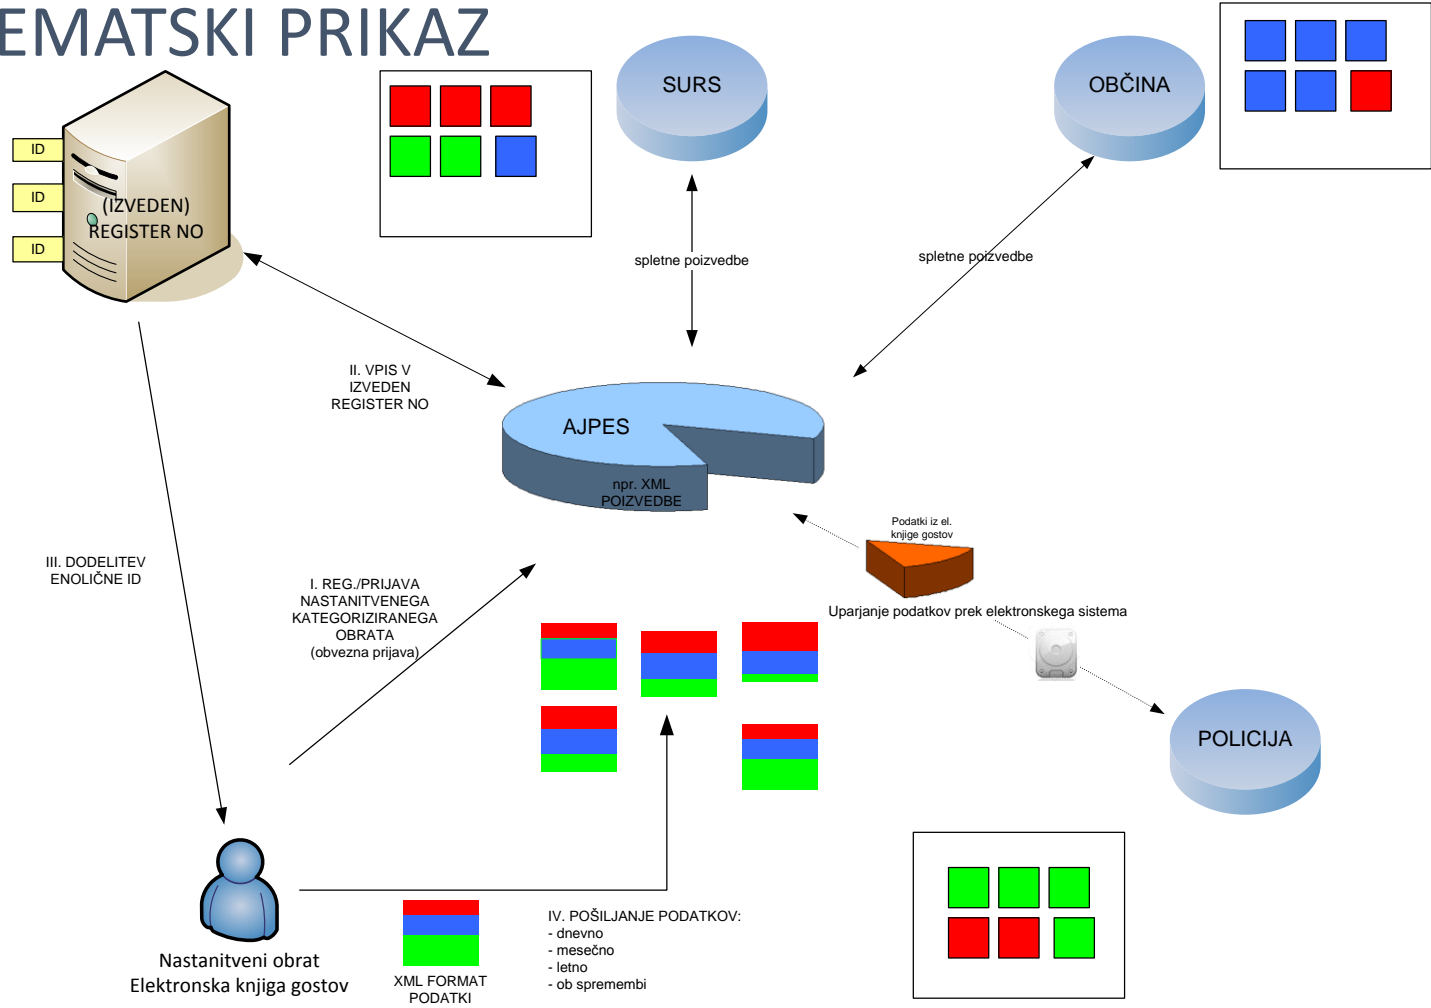 EMATSKI PRIKAZ
SURS
OBČINA
ID
ID
ID
(IZVEDEN)
REGISTER NO
spletne poizvedbe
spletne poizvedbe
II. VPIS V
IZVEDEN
REGISTER NO
AJPES
npr. XML
POIZVEDBE
Podatki iz el.
knjige gostov
III. DODELITEV
ENOLIČNE ID
I. REG./PRIJAVA
NASTANITVENEGA
KATEGORIZIRANEGA
OBRATA
(obvezna prijava)
Uparjanje podatkov prek elektronskega sistema
POLICIJA
Nastanitveni obrat
Elektronska knjiga gostov
XML FORMAT
PODATKI
IV. POŠILJANJE PODATKOV:
- dnevno
- mesečno
- letno
- ob spremembi